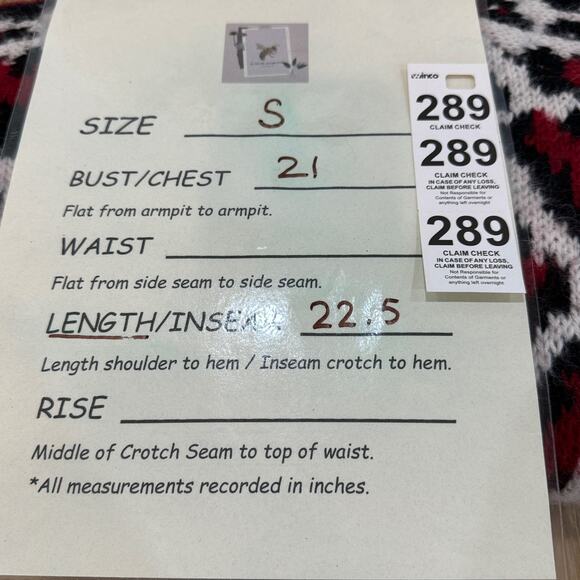 SIZE S
BUST/CHEST 21
Flat from armpit to armpit.
WAIST
Flat from side seam to side seam.
LENGTH/INSEAM 22.5
Length shoulder to hem / Inseam crotch to hem.
RISE
Middle of Crotch Seam to top of waist.
*All measurements recorded in inches.
winco
289
CLAIM CHECK
289
CLAIM CHECK
IN CASE OF ANY LOSS,
CLAIM BEFORE LEAVING
Not Responsible for
Contents of Garments or
anything left overnight
289
CLAIM CHECK
IN CASE OF ANY LOSS,
CLAIM BEFORE LEAVING
Not Responsible for
Contents of Garments or
anything left overnight